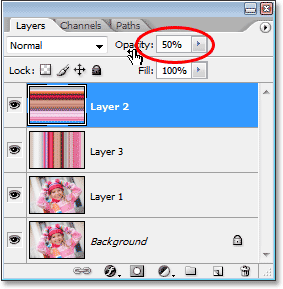 Layers Channels Paths
Normal Opacity: 50%
Lock: Fill: 100%
Layer 2
Layer 3
Layer 1
Background